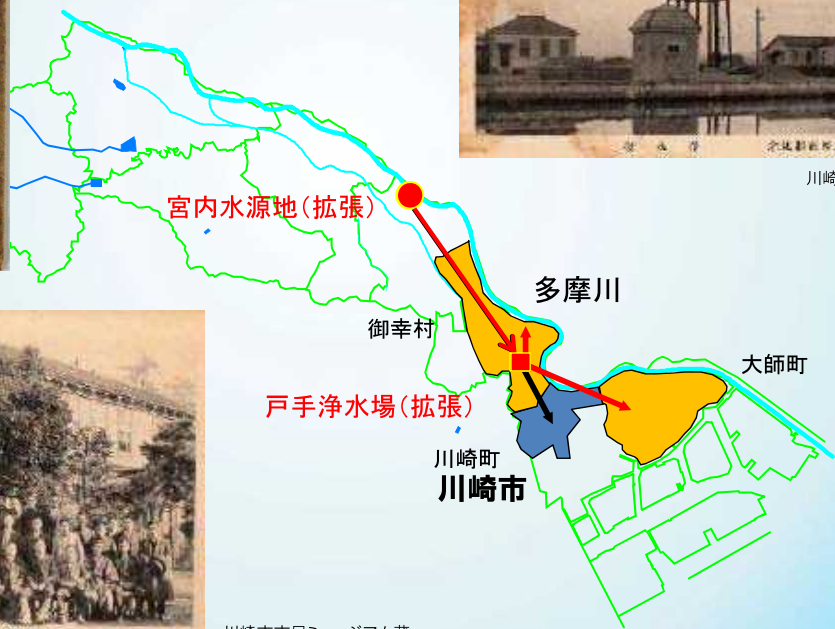 川崎
宮内水源地（拡張）
多摩川
御幸村
大師町
戸手浄水場（拡張）
川崎町
川崎市